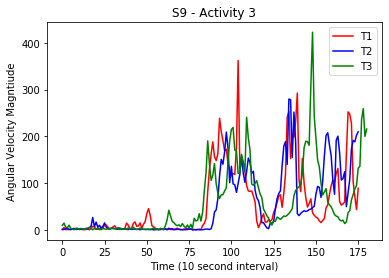 S9 - Activity 3
T1
T2
T3
400
300
200
100
0
Angular Velocity Magntiude
0 25 50 75 100 125 150 175
Time (10 second interval)